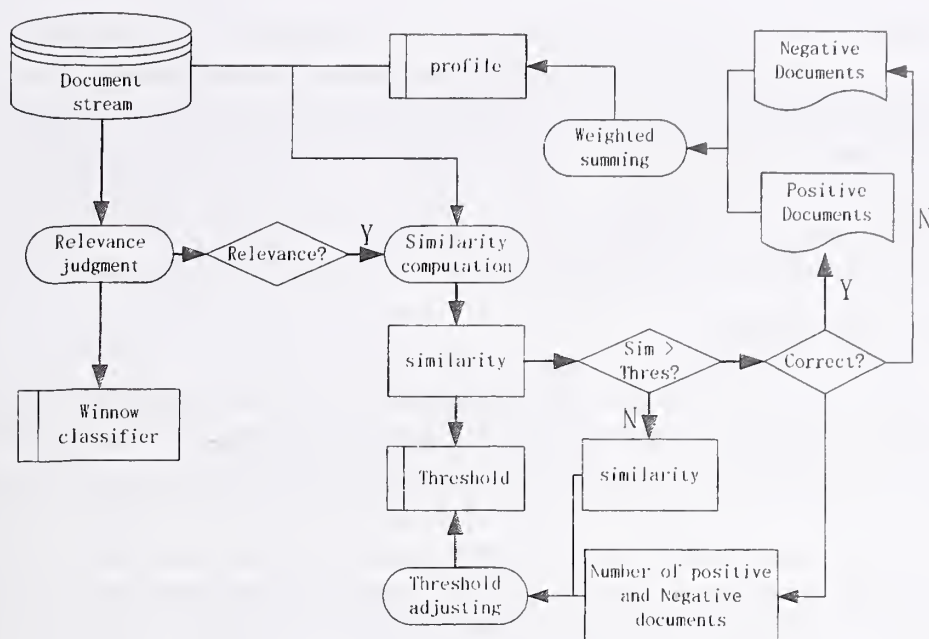 Document
stream
profile
Negative
Documents
Weighted
summing
Positive
Documents
N
Relevance
judgment
Relevance?
Y
Similarity
computation
Y
similarity
Sim >
Thres?
Correct?
Winnow
classifier
N
Threshold
similarity
Threshold
adjusting
Number of positive
and Negative
documents